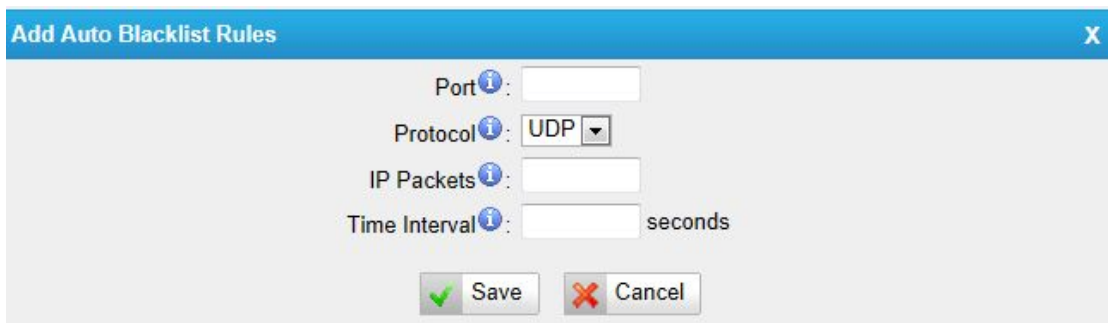 Add Auto Blacklist Rules X
Port i :
Protocol i : UDP
IP Packets i :
Time Interval i : seconds
Save Cancel